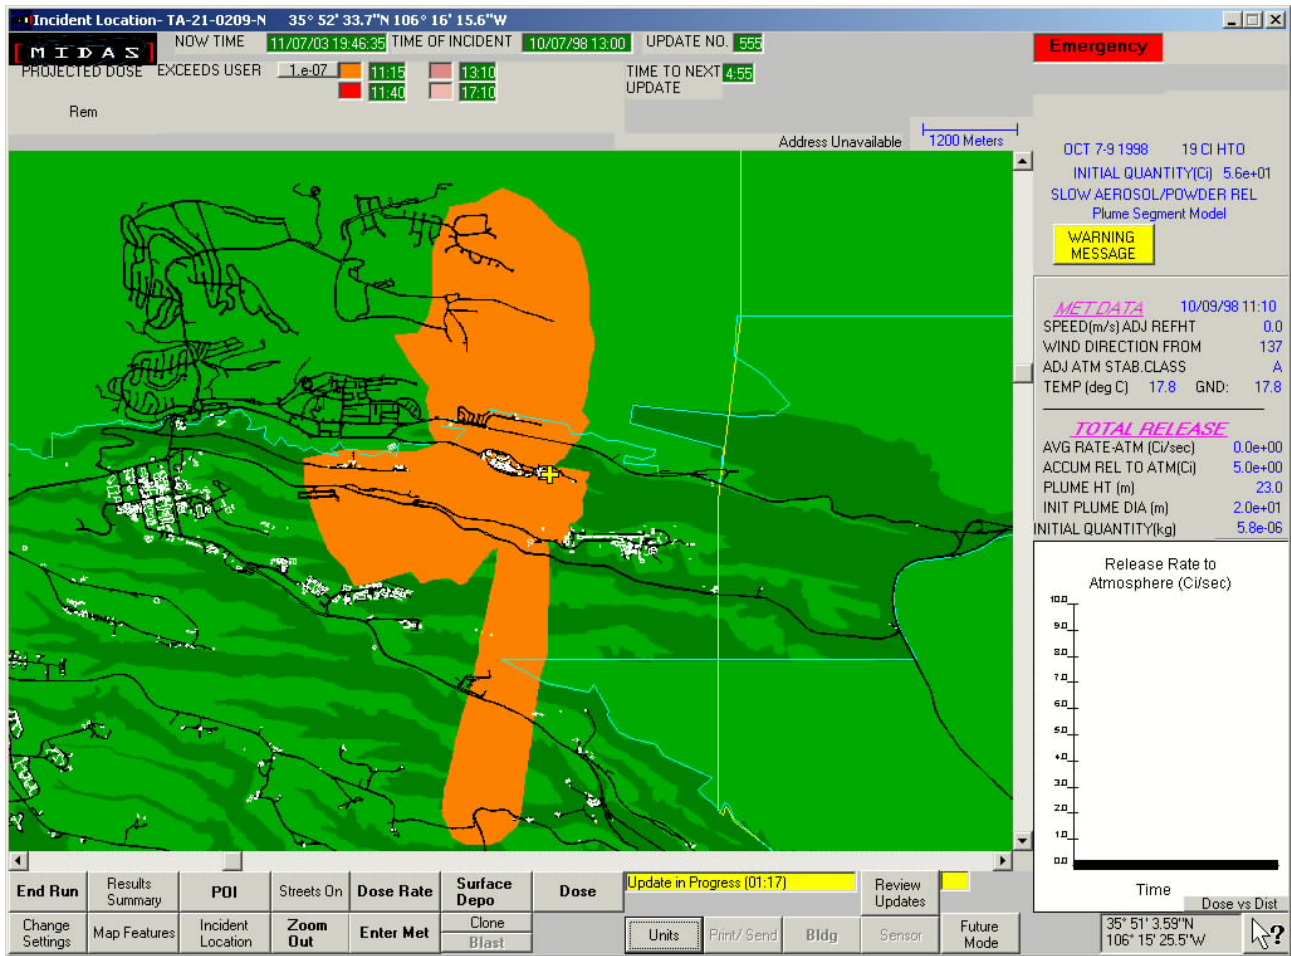 Incident Location- TA-21-0209-N 35° 52' 33.7"N 106° 16' 15.6"W
[MIDAS] NOW TIME 11/07/03 19:46:35 TIME OF INCIDENT 10/07/98 13:00 UPDATE NO. 555 Emergency
PROJECTED DOSE EXCEEDS USER 1.e-07 11:15 13:10 TIME TO NEXT 4:55
11:40 17:10 UPDATE
Rem
Address Unavailable 1200 Meters
OCT 7-9 1998 19 CI HTO
INITIAL QUANTITY(Ci) 5.6e+01
SLOW AEROSOL/POWDER REL
Plume Segment Model
WARNING
MESSAGE
MET.DATA 10/09/98 11:10
SPEED(m/s) ADJ REFHT 0.0
WIND DIRECTION FROM 137
ADJ ATM STAB.CLASS A
TEMP (deg C) 17.8 GND: 17.8
TOTAL RELEASE
AVG RATE-ATM (Ci/sec) 0.0e+00
ACCUM REL TO ATM(Ci) 5.0e+00
PLUME HT (m) 23.0
INIT PLUME DIA (m) 2.0e+01
INITIAL QUANTITY(kg) 5.8e-06
Release Rate to
Atmosphere (Ci/sec)
10.0
9.0
8.0
7.0
6.0
5.0
4.0
3.0
2.0
1.0
0.0
Time
Dose vs Dist
End Run
Results
Summary
POI
Streets On
Dose Rate
Surface
Depo
Dose
Update in Progress (01:17)
Review
Updates
Change
Settings
Map Features
Incident
Location
Zoom
Out
Enter Met
Clone
Blast
Units
Print/ Send
Bldg
Sensor
Future
Mode
35° 51' 3.59"N
106° 15' 25.5"W
?